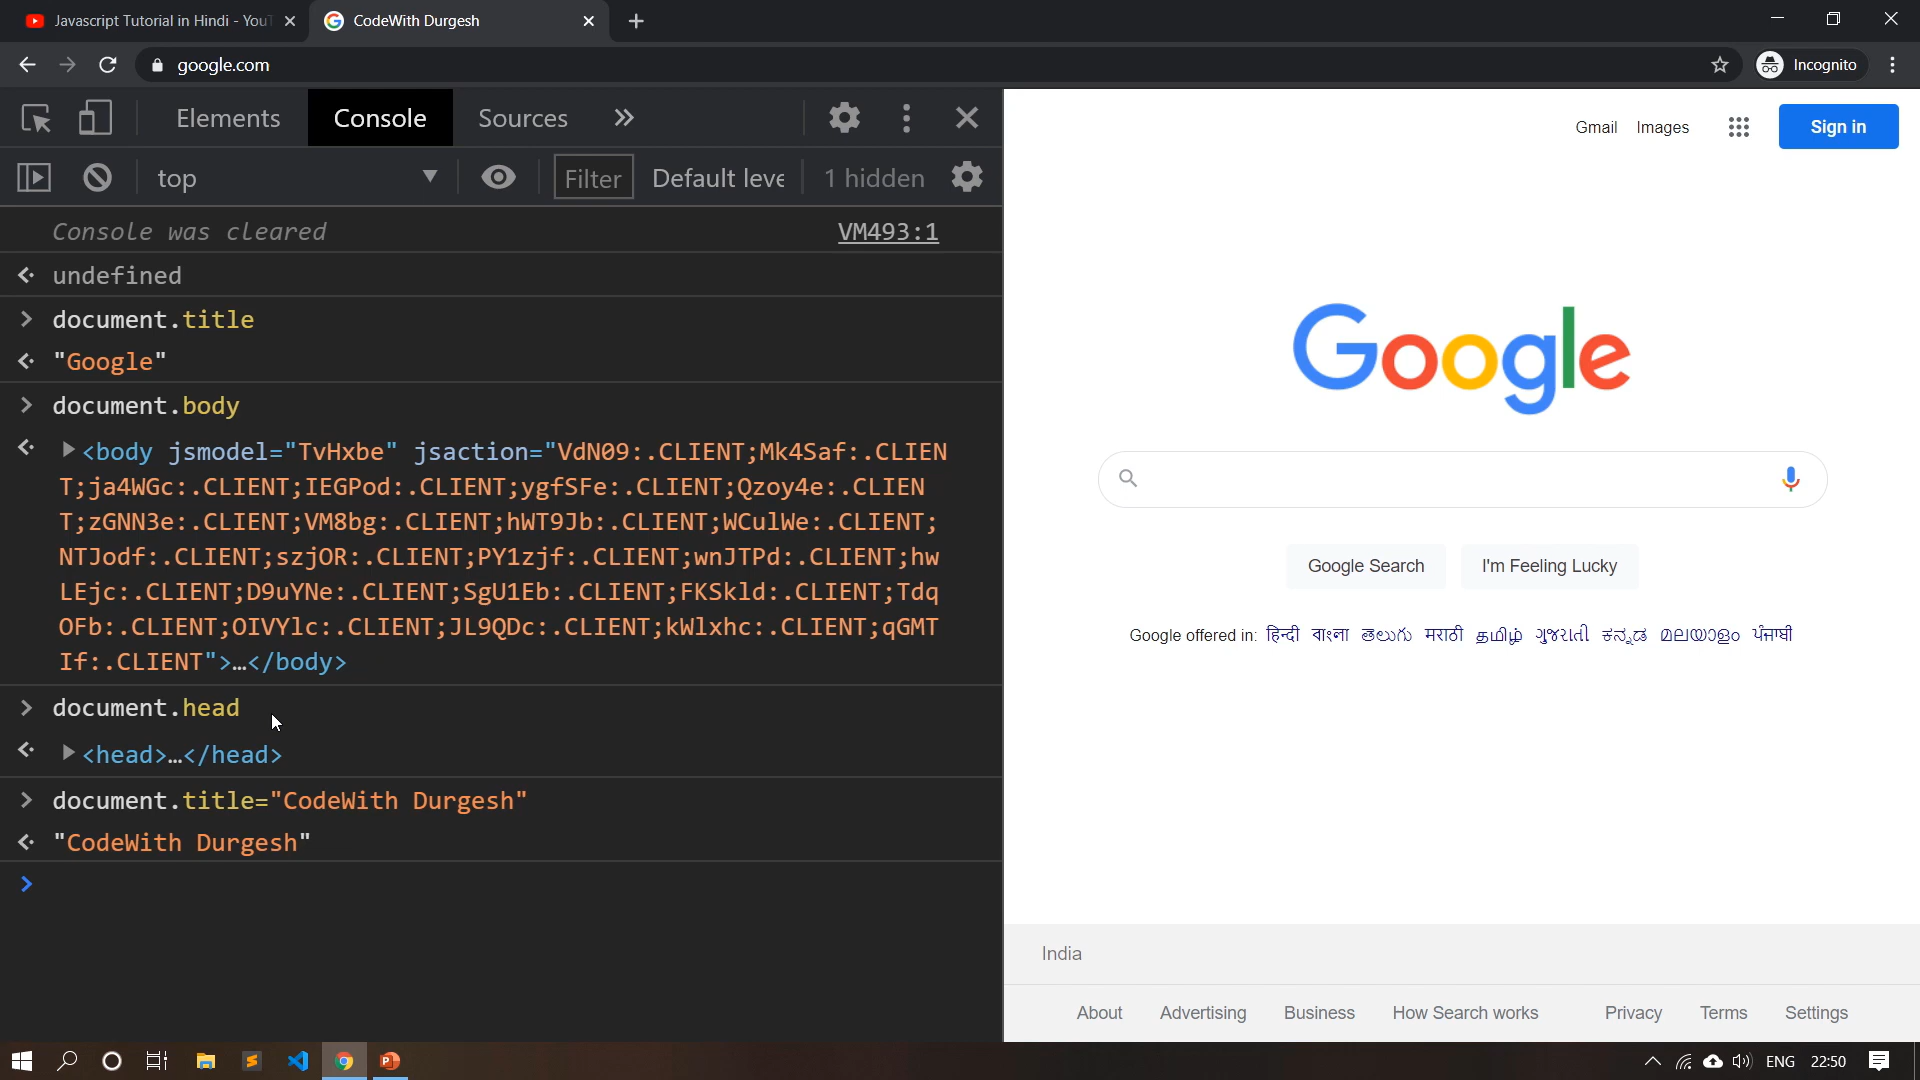 Javascript Tutorial in Hindi - YouT
CodeWith Durgesh
google.com
Incognito
Elements
Console
Sources
top
Filter
Default leve
1 hidden
Console was cleared
VM493:1
undefined
document.title
"Google"
document.body
<body jsmodel="TvHxbe" jsaction="VdN09:.CLIENT;Mk4Saf:.CLIEN
T;ja4WGc:.CLIENT;IEGPod:.CLIENT;ygfSFe:.CLIENT;Qzoy4e:.CLIEN
T;zGNN3e:.CLIENT;VM8bg:.CLIENT;hWT9Jb:.CLIENT;WCulWe:.CLIENT;
NTJodf:.CLIENT;szjOR:.CLIENT;PY1zjf:.CLIENT;wnJTPd:.CLIENT;hw
LEjc:.CLIENT;D9uYNe:.CLIENT;SgU1Eb:.CLIENT;FKSkld:.CLIENT;Tdq
OFb:.CLIENT;OIVYlc:.CLIENT;JL9QDc:.CLIENT;kWlxhc:.CLIENT;qGMT
If:.CLIENT">…</body>
document.head
<head>…</head>
document.title="CodeWith Durgesh"
"CodeWith Durgesh"
Gmail Images
Sign in
Google
Google Search
I'm Feeling Lucky
Google offered in: हिन्दी বাংলা తెలుగు मराठी தமிழ் ગુજરાતી ಕನ್ನಡ മലയാളം ਪੰਜਾਬੀ
India
About Advertising Business How Search works Privacy Terms Settings
ENG 22:50